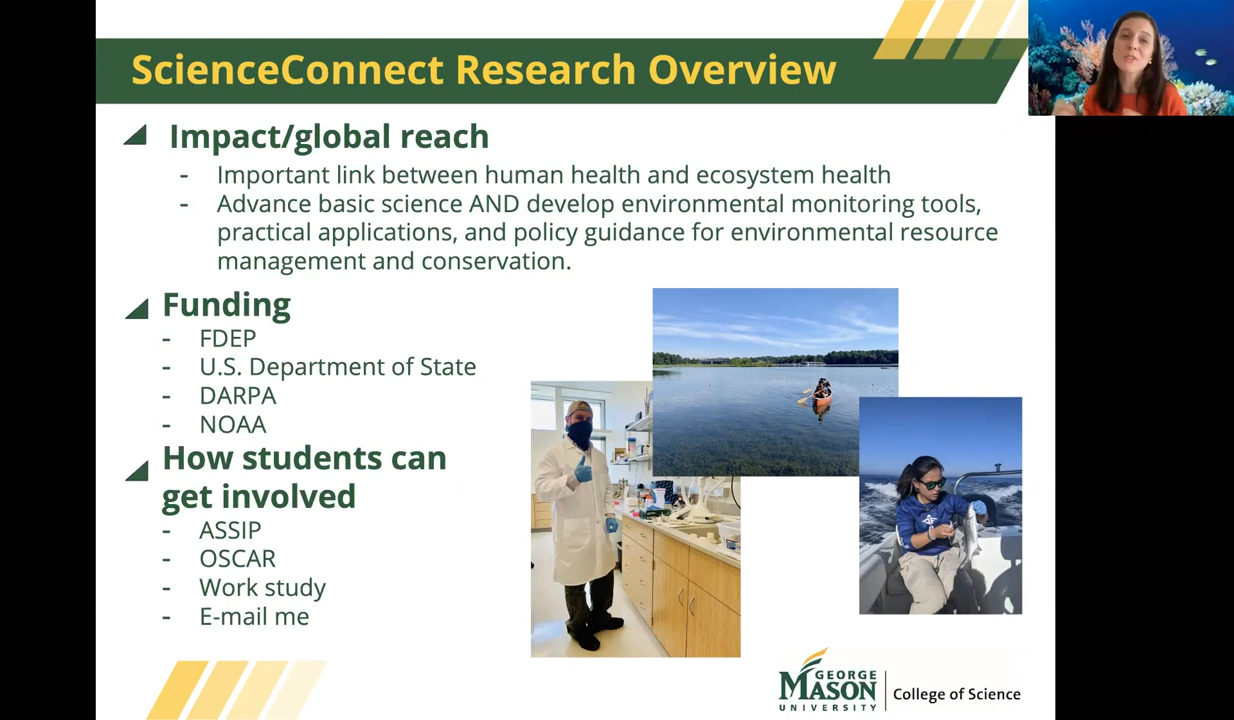 ScienceConnect Research Overview
Impact/global reach
- Important link between human health and ecosystem health
- Advance basic science AND develop environmental monitoring tools,
practical applications, and policy guidance for environmental resource
management and conservation.
Funding
- FDEP
- U.S. Department of State
- DARPA
- NOAA
How students can
get involved
- ASSIP
- OSCAR
- Work study
- E-mail me
GEORGE
MASON
UNIVERSITY
College of Science